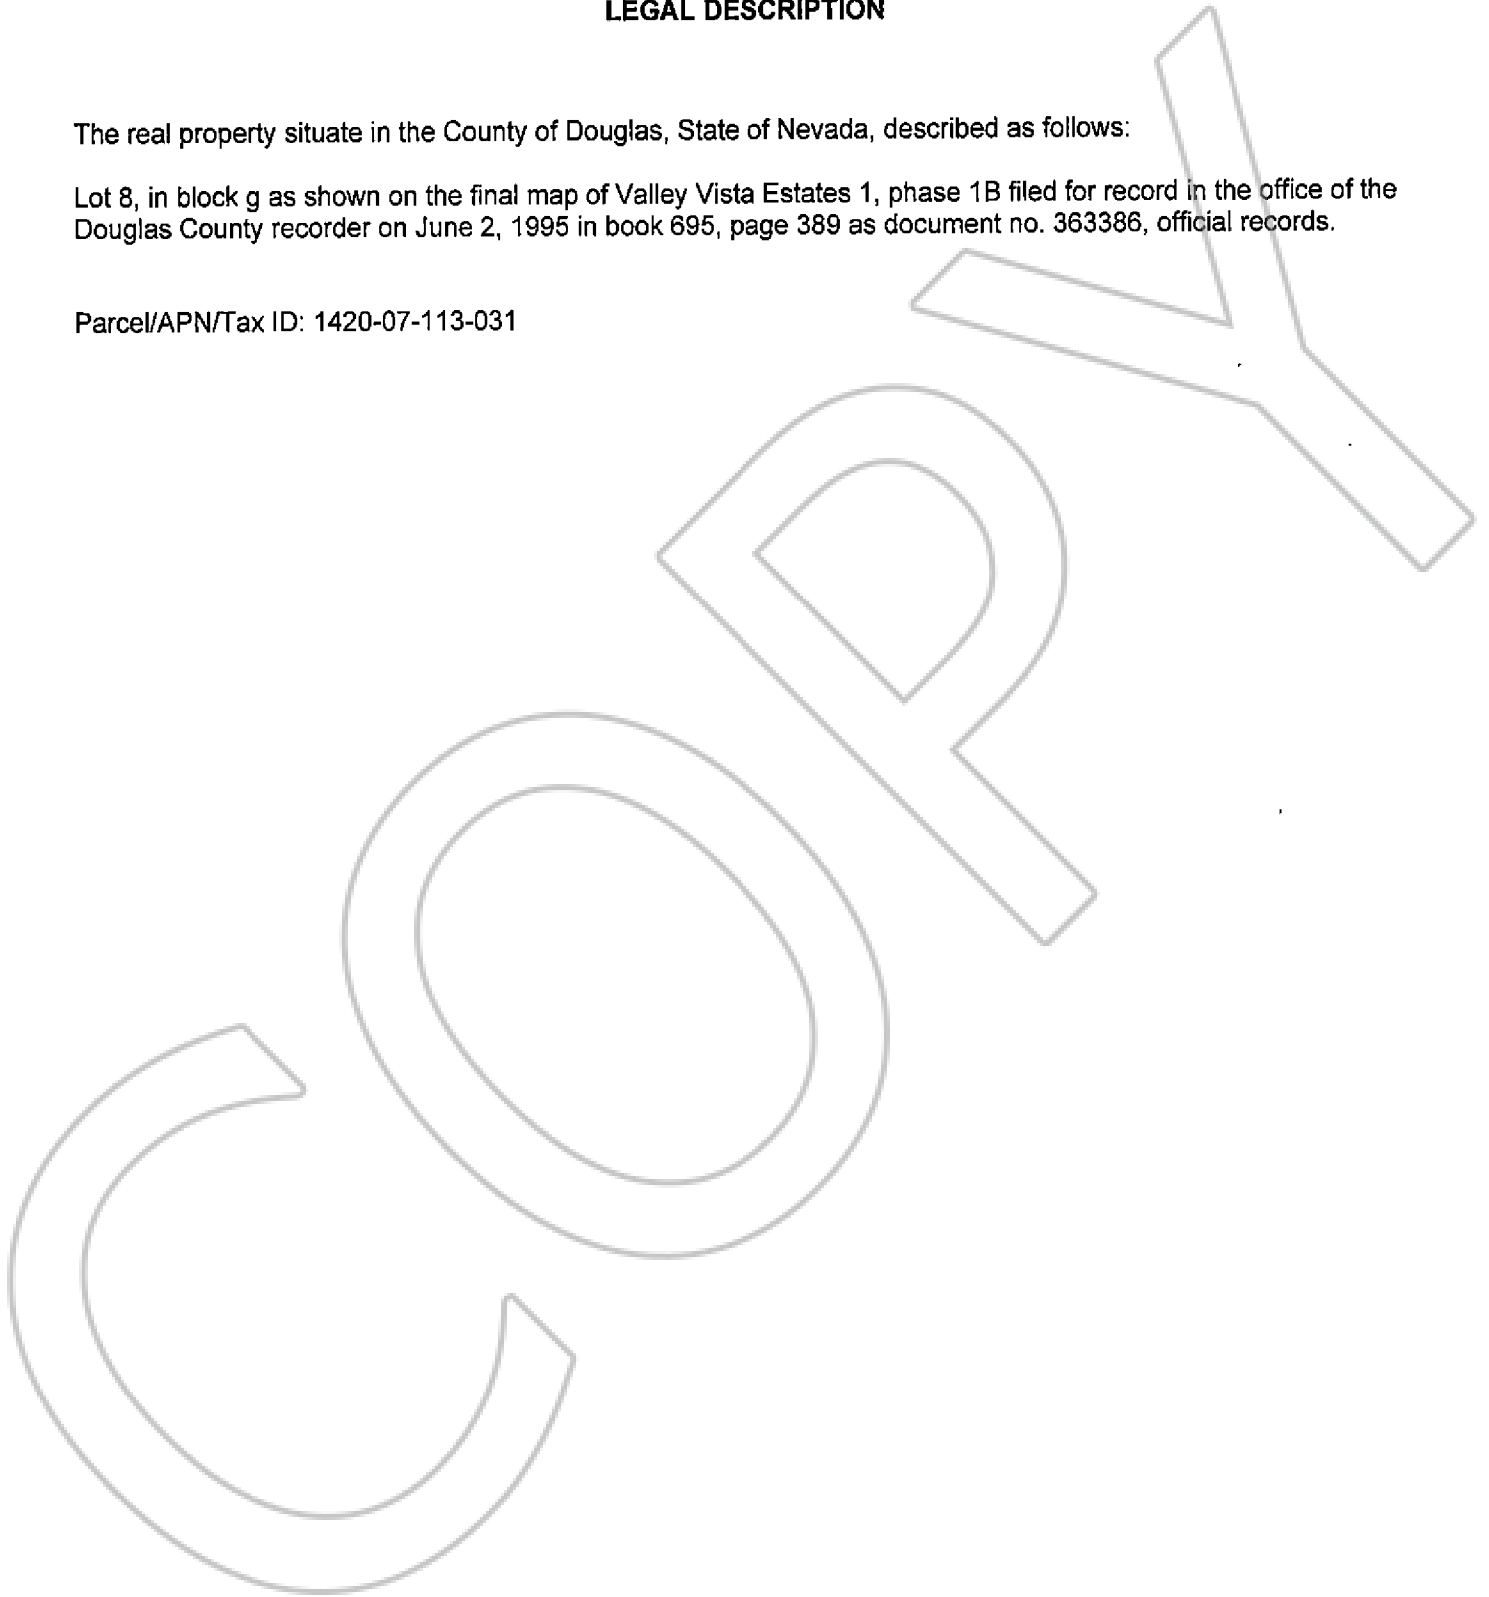 LEGAL DESCRIPTION
The real property situate in the County of Douglas, State of Nevada, described as follows:
Lot 8, in block g as shown on the final map of Valley Vista Estates 1, phase 1B filed for record in the office of the
Douglas County recorder on June 2, 1995 in book 695, page 389 as document no. 363386, official records.
Parcel/APN/Tax ID: 1420-07-113-031
COPY